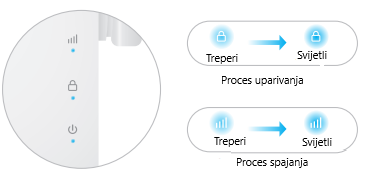 Treperi
Svijetli
Proces uparivanja
Treperi
Svijetli
Proces spajanja